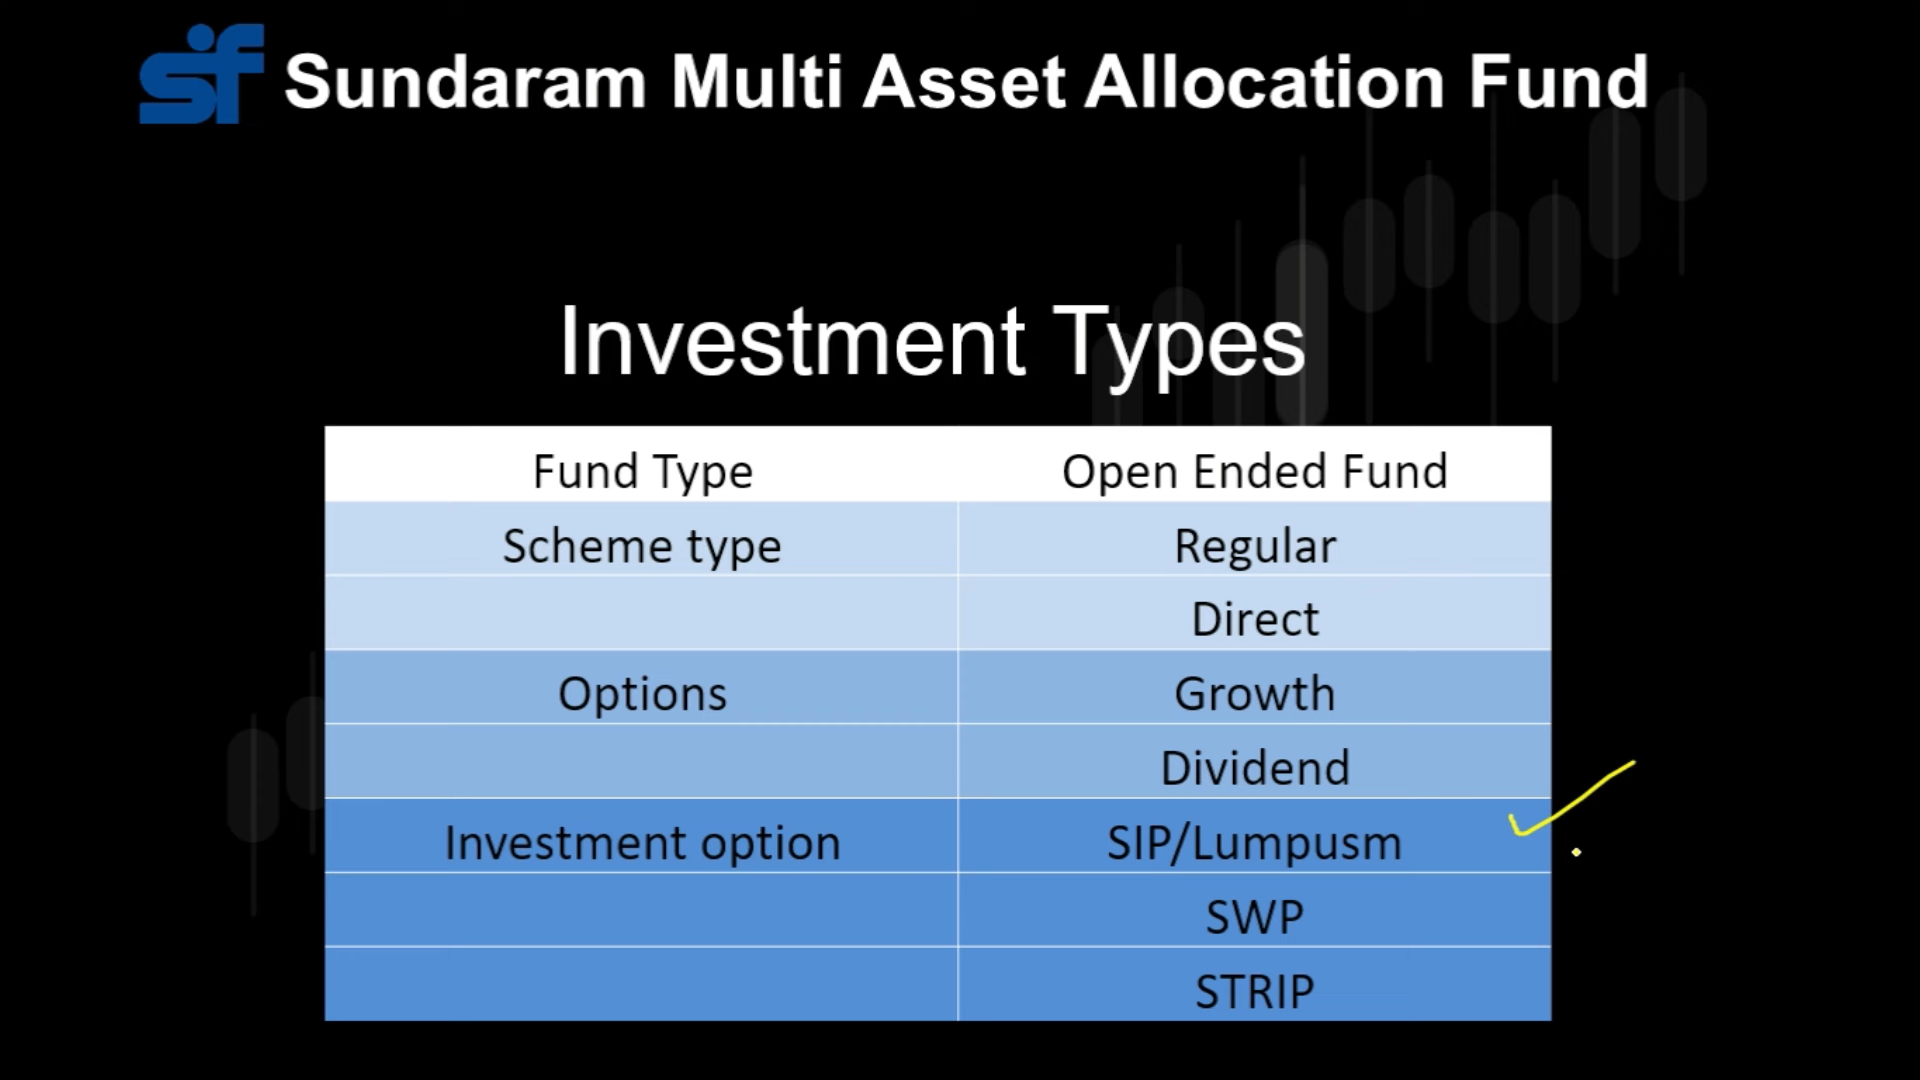 sif Sundaram Multi Asset Allocation Fund
Investment Types
Fund Type Open Ended Fund
Scheme type Regular
Direct
Options Growth
Dividend
Investment option SIP/Lumpusm
SWP
STRIP